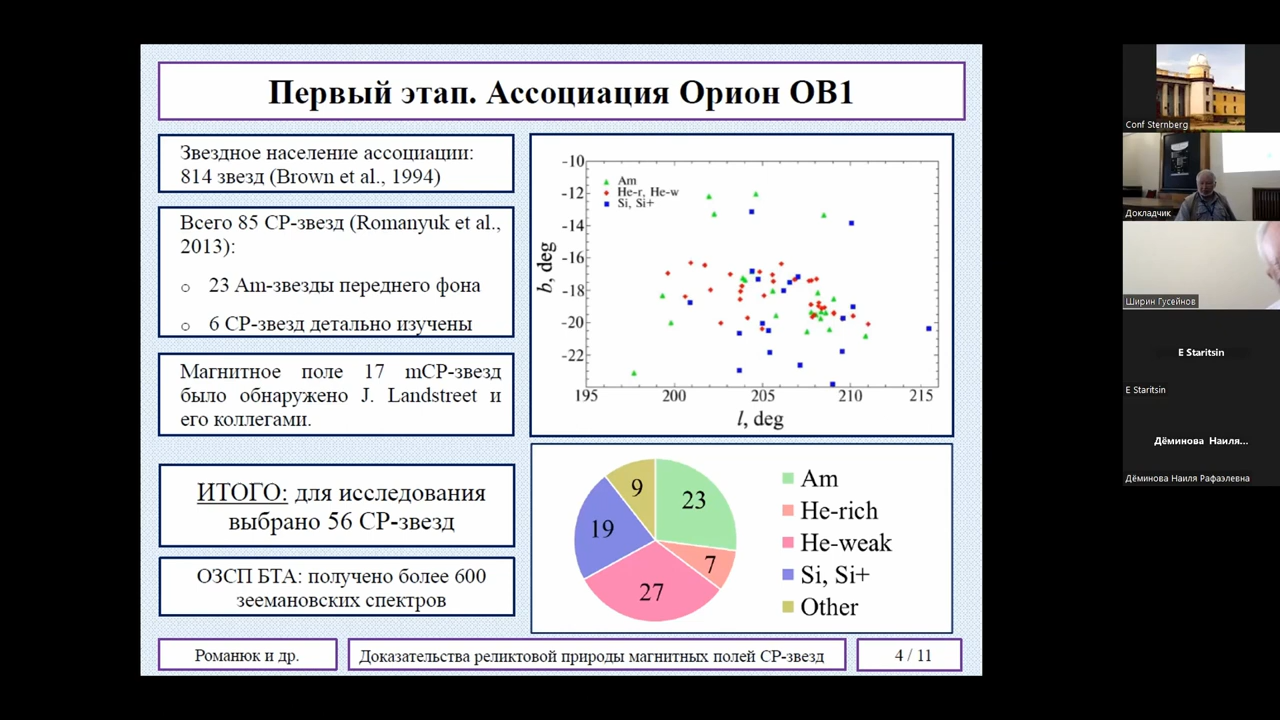 Первый этап. Ассоциация Орион OB1
Звездное население ассоциации:
814 звезд (Brown et al., 1994)
Всего 85 CP-звезд (Romanyuk et al.,
2013):
o 23 Am-звезды переднего фона
o 6 CP-звезд детально изучены
Магнитное поле 17 mCP-звезд
было обнаружено J. Landstreet и
его коллегами.
ИТОГО: для исследования
выбрано 56 CP-звезд
ОЗСП БТА: получено более 600
зеемановских спектров
-10
-12
-14
-16
-18
-20
-22
b, deg
Am
He-r, He-w
Si, Si+
195 200 205 210 215
l, deg
9
23
19
7
27
Am
He-rich
He-weak
Si, Si+
Other
Романюк и др.
Доказательства реликтовой природы магнитных полей CP-звезд
4 / 11
Conf Sternberg
Докладчик
Ширин Гусейнов
E Staritsin
E Staritsin
Дёминова Наиля...
Дёминова Наиля Рафаэлевна